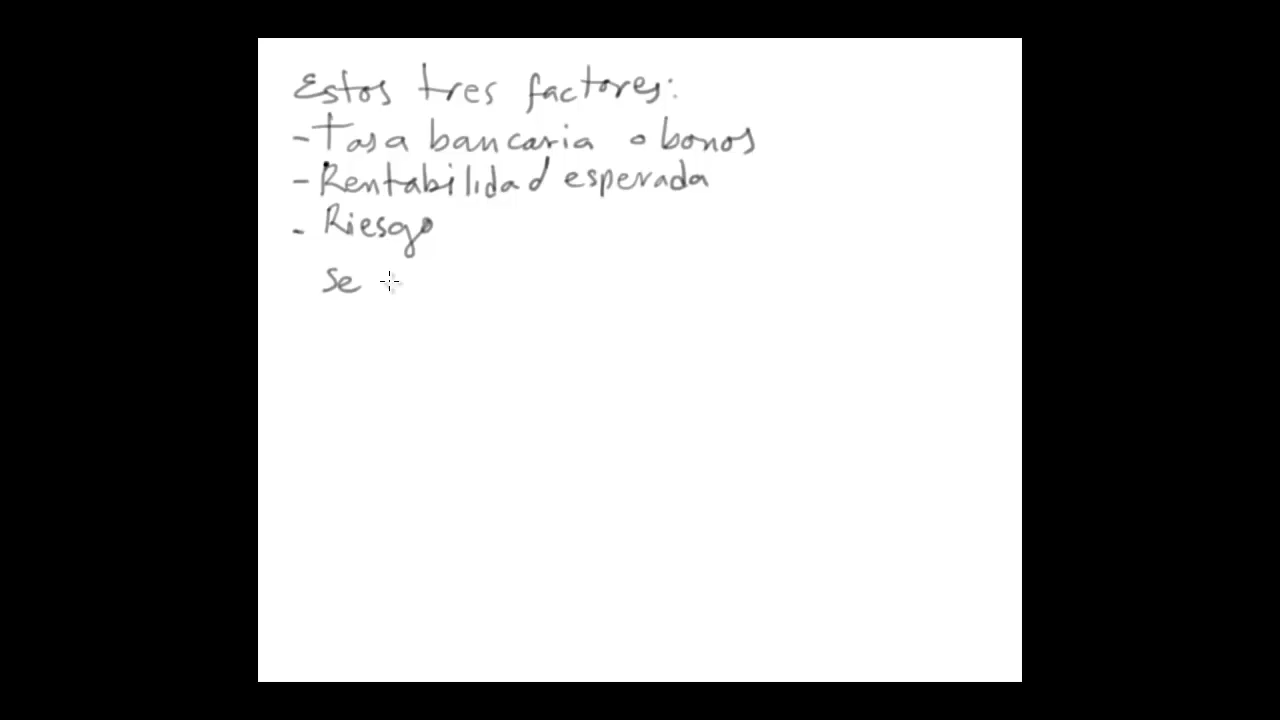 Estos tres factores:
- Tasa bancaria o bonos
- Rentabilidad esperada
- Riesgo
Se